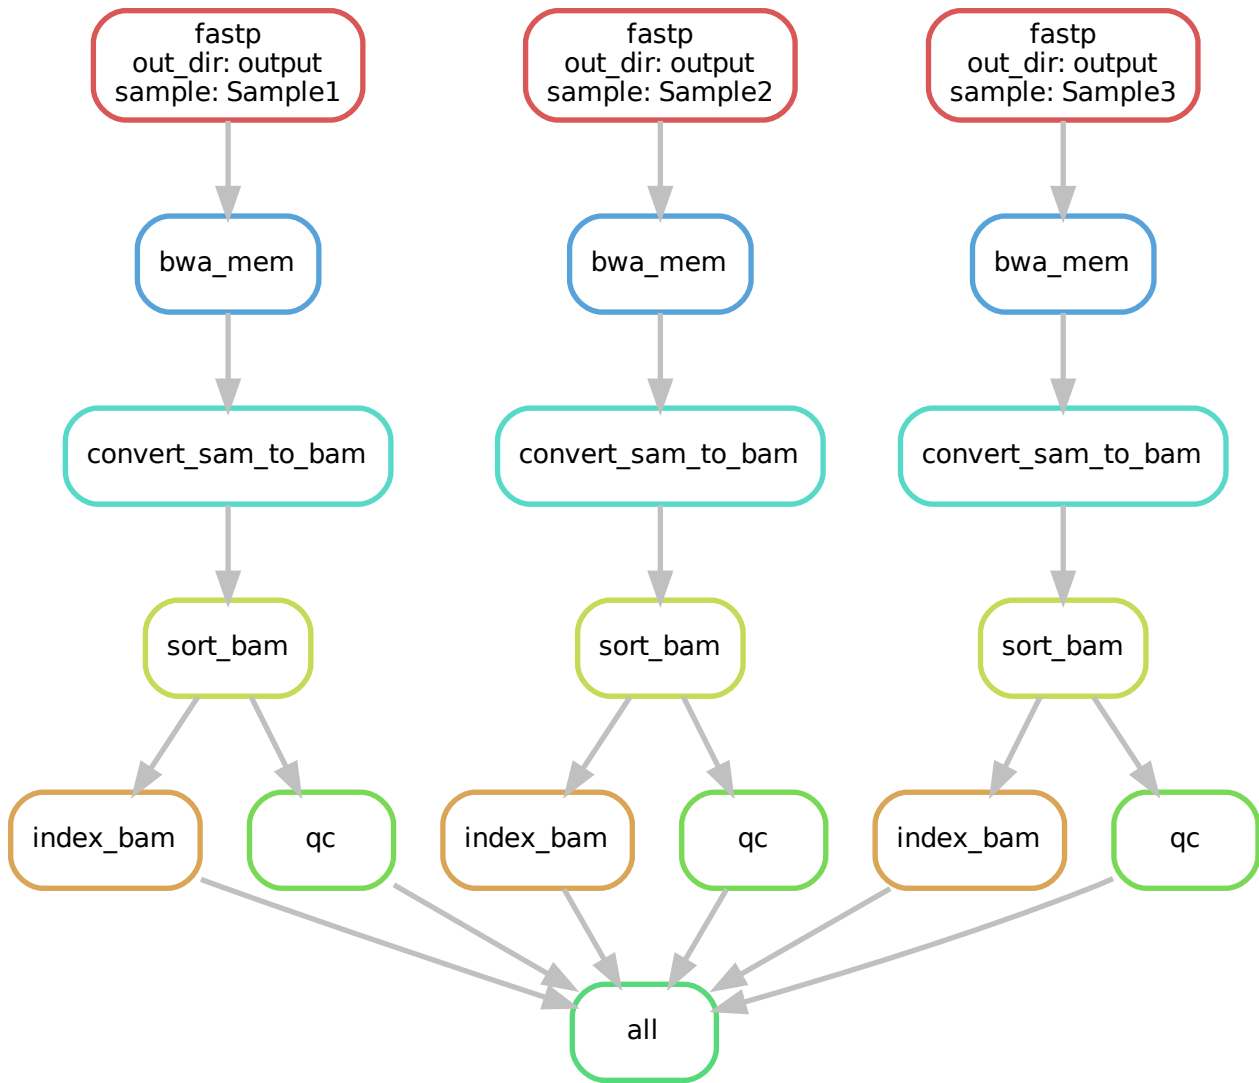 fastp
out_dir: output
sample: Sample1
fastp
out_dir: output
sample: Sample2
fastp
out_dir: output
sample: Sample3
bwa_mem
bwa_mem
bwa_mem
convert_sam_to_bam
convert_sam_to_bam
convert_sam_to_bam
sort_bam
sort_bam
sort_bam
index_bam
qc
index_bam
qc
index_bam
qc
all